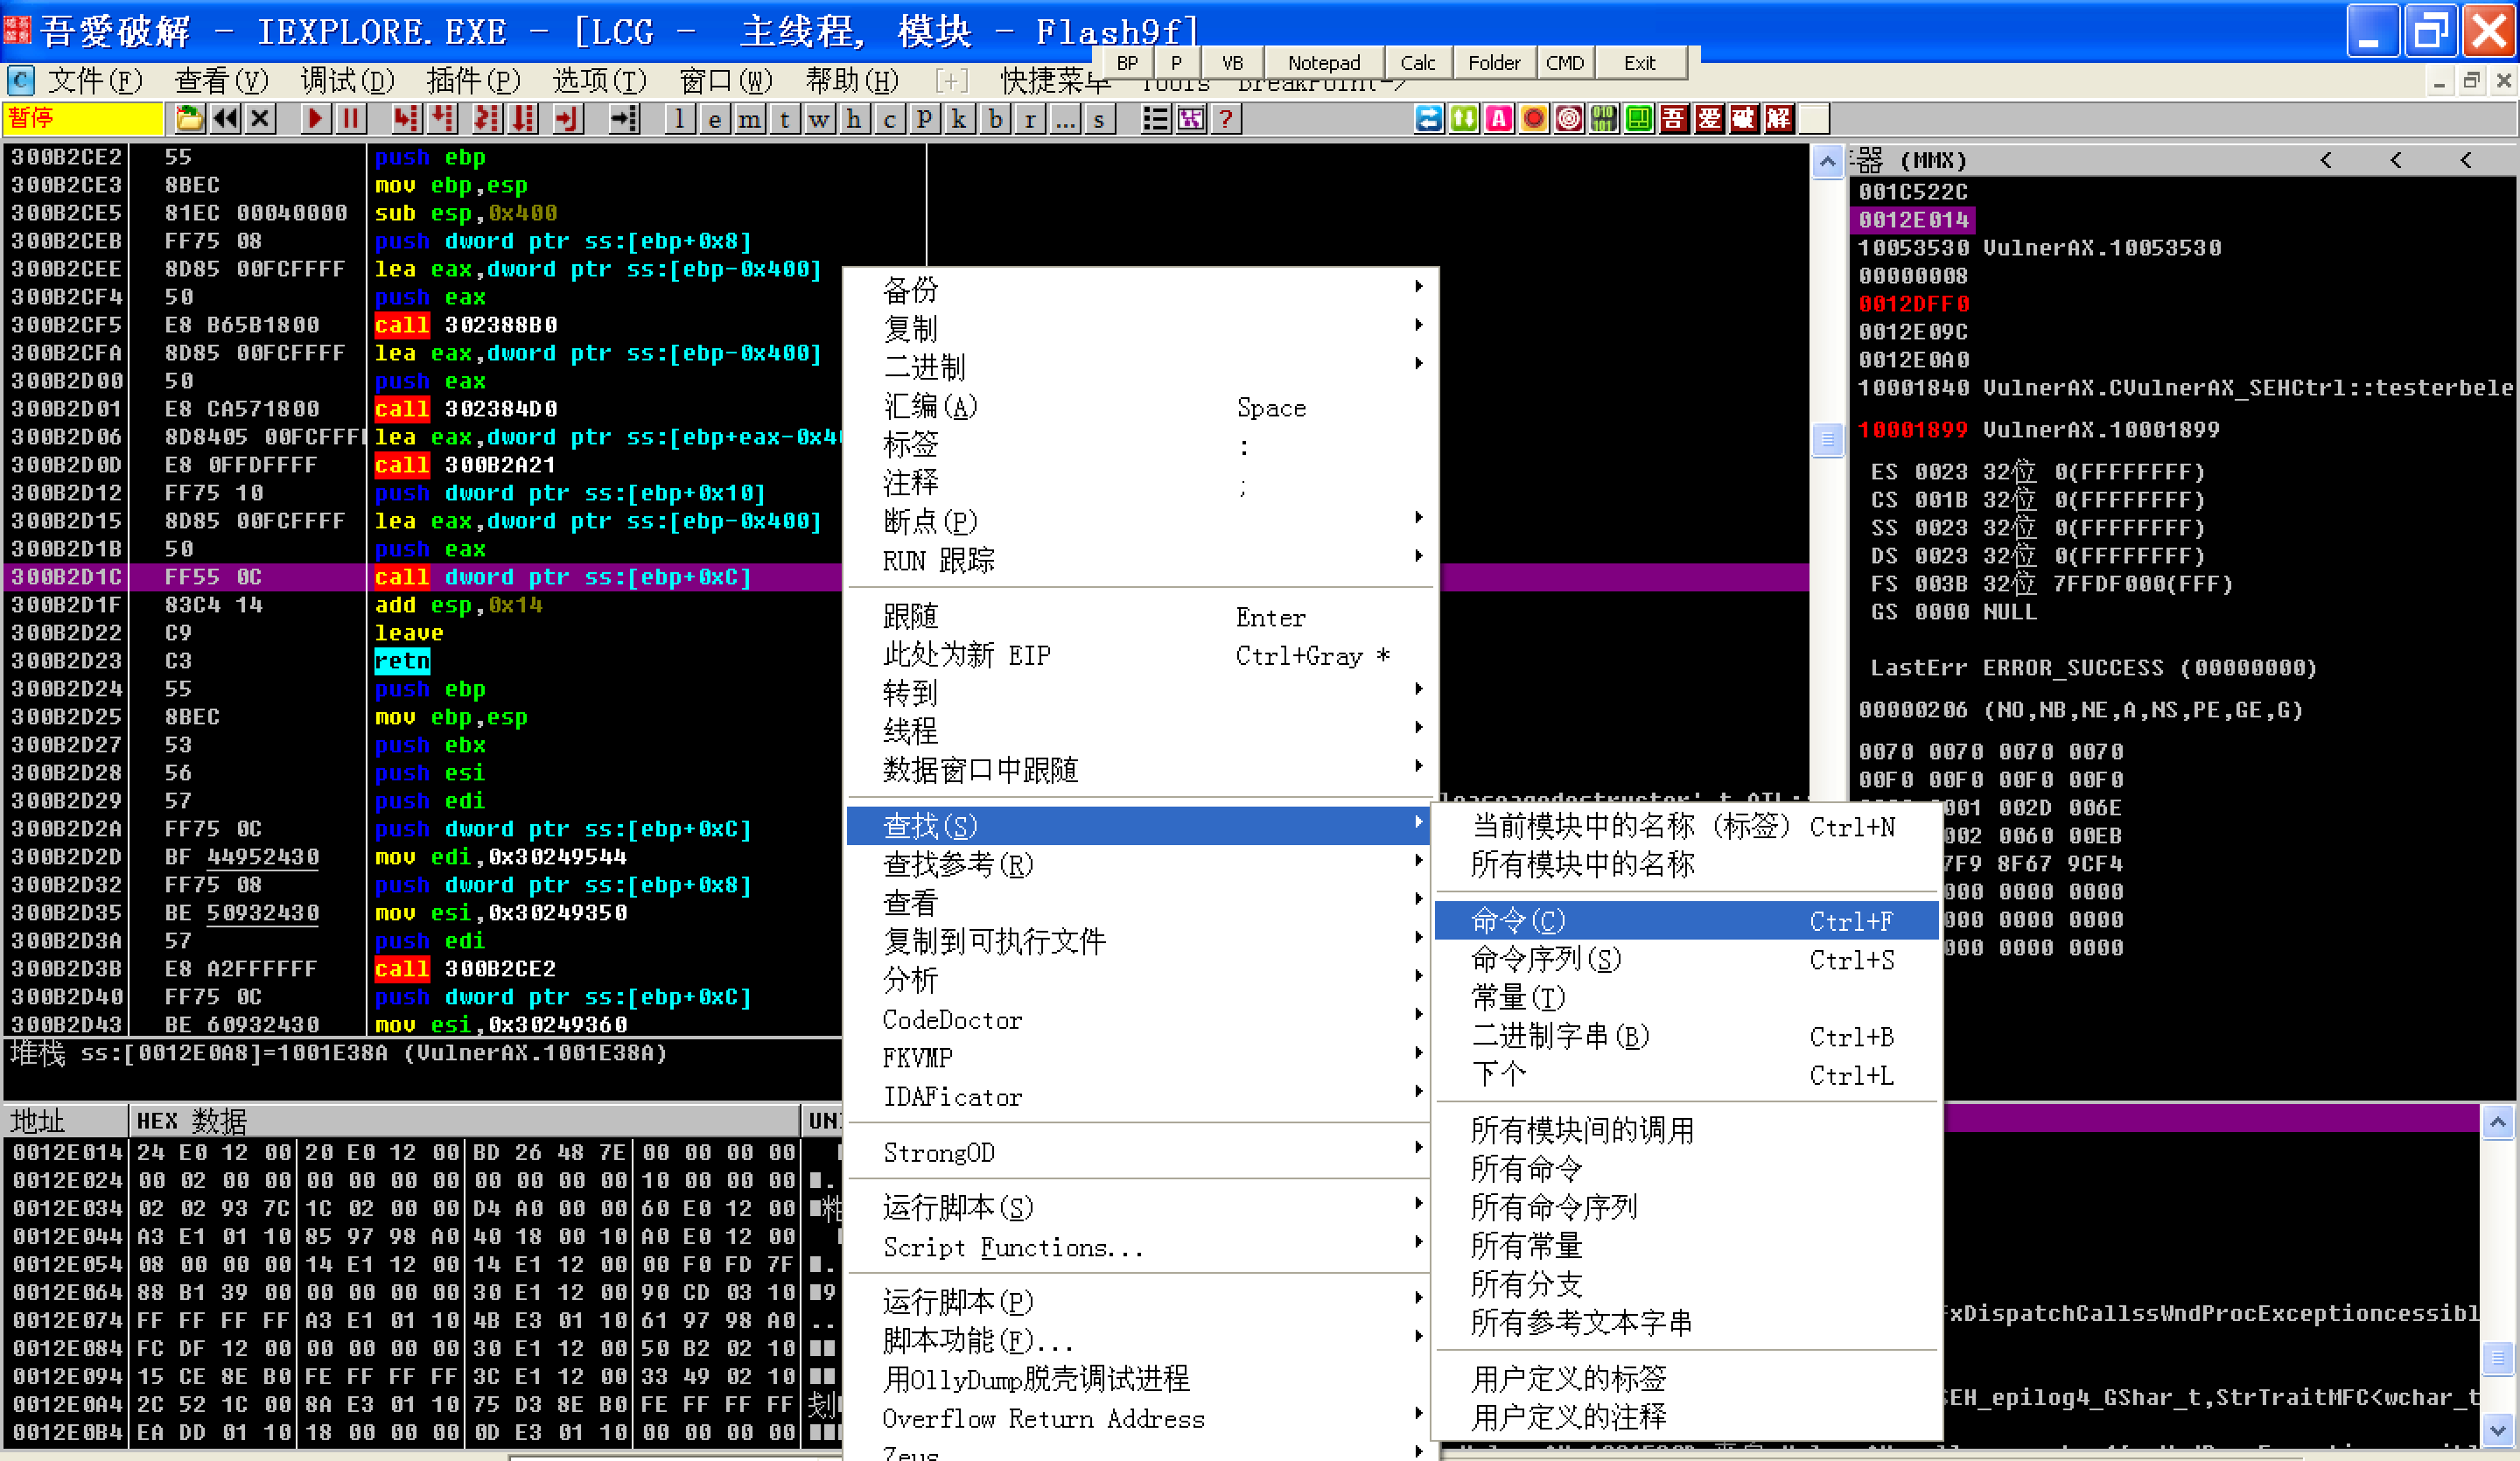 吾愛破解 - IEXPLORE.EXE - [LCG - 主线程, 模块 - Flash9f]
BP P VB Notepad Calc Folder CMD Exit
文件(F) 查看(V) 调试(D) 插件(P) 选项(T) 窗口(W) 帮助(H) [+] 快捷菜单 Tools BreakPoint->
暂停 l e m t w h c p k b r ... s ? 吾 爱 破 解
300B2CE2 55 push ebp
300B2CE3 8BEC mov ebp,esp
300B2CE5 81EC 00040000 sub esp,0x400
300B2CEB FF75 08 push dword ptr ss:[ebp+0x8]
300B2CEE 8D85 00FCFFFF lea eax,dword ptr ss:[ebp-0x400]
300B2CF4 50 push eax
300B2CF5 E8 B65B1800 call 302388B0
300B2CFA 8D85 00FCFFFF lea eax,dword ptr ss:[ebp-0x400]
300B2D00 50 push eax
300B2D01 E8 CA571800 call 302384D0
300B2D06 8D8405 00FCFFF lea eax,dword ptr ss:[ebp+eax-0x4
300B2D0D E8 0FFDFFFF call 300B2A21
300B2D12 FF75 10 push dword ptr ss:[ebp+0x10]
300B2D15 8D85 00FCFFFF lea eax,dword ptr ss:[ebp-0x400]
300B2D1B 50 push eax
300B2D1C FF55 0C call dword ptr ss:[ebp+0xC]
300B2D1F 83C4 14 add esp,0x14
300B2D22 C9 leave
300B2D23 C3 retn
300B2D24 55 push ebp
300B2D25 8BEC mov ebp,esp
300B2D27 53 push ebx
300B2D28 56 push esi
300B2D29 57 push edi
300B2D2A FF75 0C push dword ptr ss:[ebp+0xC]
300B2D2D BF 44952430 mov edi,0x30249544
300B2D32 FF75 08 push dword ptr ss:[ebp+0x8]
300B2D35 BE 50932430 mov esi,0x30249350
300B2D3A 57 push edi
300B2D3B E8 A2FFFFFF call 300B2CE2
300B2D40 FF75 0C push dword ptr ss:[ebp+0xC]
300B2D43 BE 60932430 mov esi,0x30249360
堆栈 ss:[0012E0A8]=1001E38A (VulnerAX.1001E38A)
器 (MMX) < < <
001C522C
0012E014
10053530 VulnerAX.10053530
00000008
0012DFF0
0012E09C
0012E0A0
10001840 VulnerAX.CVulnerAX_SEHCtrl::testerbele
10001899 VulnerAX.10001899
ES 0023 32位 0(FFFFFFFF)
CS 001B 32位 0(FFFFFFFF)
SS 0023 32位 0(FFFFFFFF)
DS 0023 32位 0(FFFFFFFF)
FS 003B 32位 7FFDF000(FFF)
GS 0000 NULL
LastErr ERROR_SUCCESS (00000000)
00000206 (NO,NB,NE,A,NS,PE,GE,G)
0070 0070 0070 0070
00F0 00F0 00F0 00F0
001 002D 006E
002 0060 00EB
7F9 8F67 9CF4
000 0000 0000
000 0000 0000
000 0000 0000
备份
复制
二进制
汇编(A) Space
标签 :
注释 ;
断点(P)
RUN 跟踪
跟随 Enter
此处为新 EIP Ctrl+Gray *
转到
线程
数据窗口中跟随
查找(S)
查找参考(R)
查看
复制到可执行文件
分析
CodeDoctor
FKVMP
IDAFicator
StrongOD
运行脚本(S)
Script Functions...
运行脚本(P)
脚本功能(F)...
用OllyDump脱壳调试进程
Overflow Return Address
Zeus
当前模块中的名称 (标签) Ctrl+N
所有模块中的名称
命令(C) Ctrl+F
命令序列(S) Ctrl+S
常量(T)
二进制字串(B) Ctrl+B
下个 Ctrl+L
所有模块间的调用
所有命令
所有命令序列
所有常量
所有分支
所有参考文本字串
用户定义的标签
用户定义的注释
地址 HEX 数据 UN
0012E014 24 E0 12 00 20 E0 12 00 BD 26 48 7E 00 00 00 00
0012E024 00 02 00 00 00 00 00 00 00 00 00 00 10 00 00 00
0012E034 02 02 93 7C 1C 02 00 00 D4 A0 00 00 60 E0 12 00
0012E044 A3 E1 01 10 85 97 98 A0 40 18 00 10 A0 E0 12 00
0012E054 08 00 00 00 14 E1 12 00 14 E1 12 00 00 F0 FD 7F
0012E064 88 B1 39 00 00 00 00 00 30 E1 12 00 90 CD 03 10
0012E074 FF FF FF FF A3 E1 01 10 4B E3 01 10 61 97 98 A0
0012E084 FC DF 12 00 00 00 00 00 30 E1 12 00 50 B2 02 10
0012E094 15 CE 8E B0 FE FF FF FF 3C E1 12 00 33 49 02 10
0012E0A4 2C 52 1C 00 8A E3 01 10 75 D3 8E B0 FE FF FF FF
0012E0B4 EA DD 01 10 18 00 00 00 0D E3 01 10 00 00 00 00
xDispatchCallssWndProcExceptioncessibl
EH_epilog4_GShar_t,StrTraitMFC<wchar_t